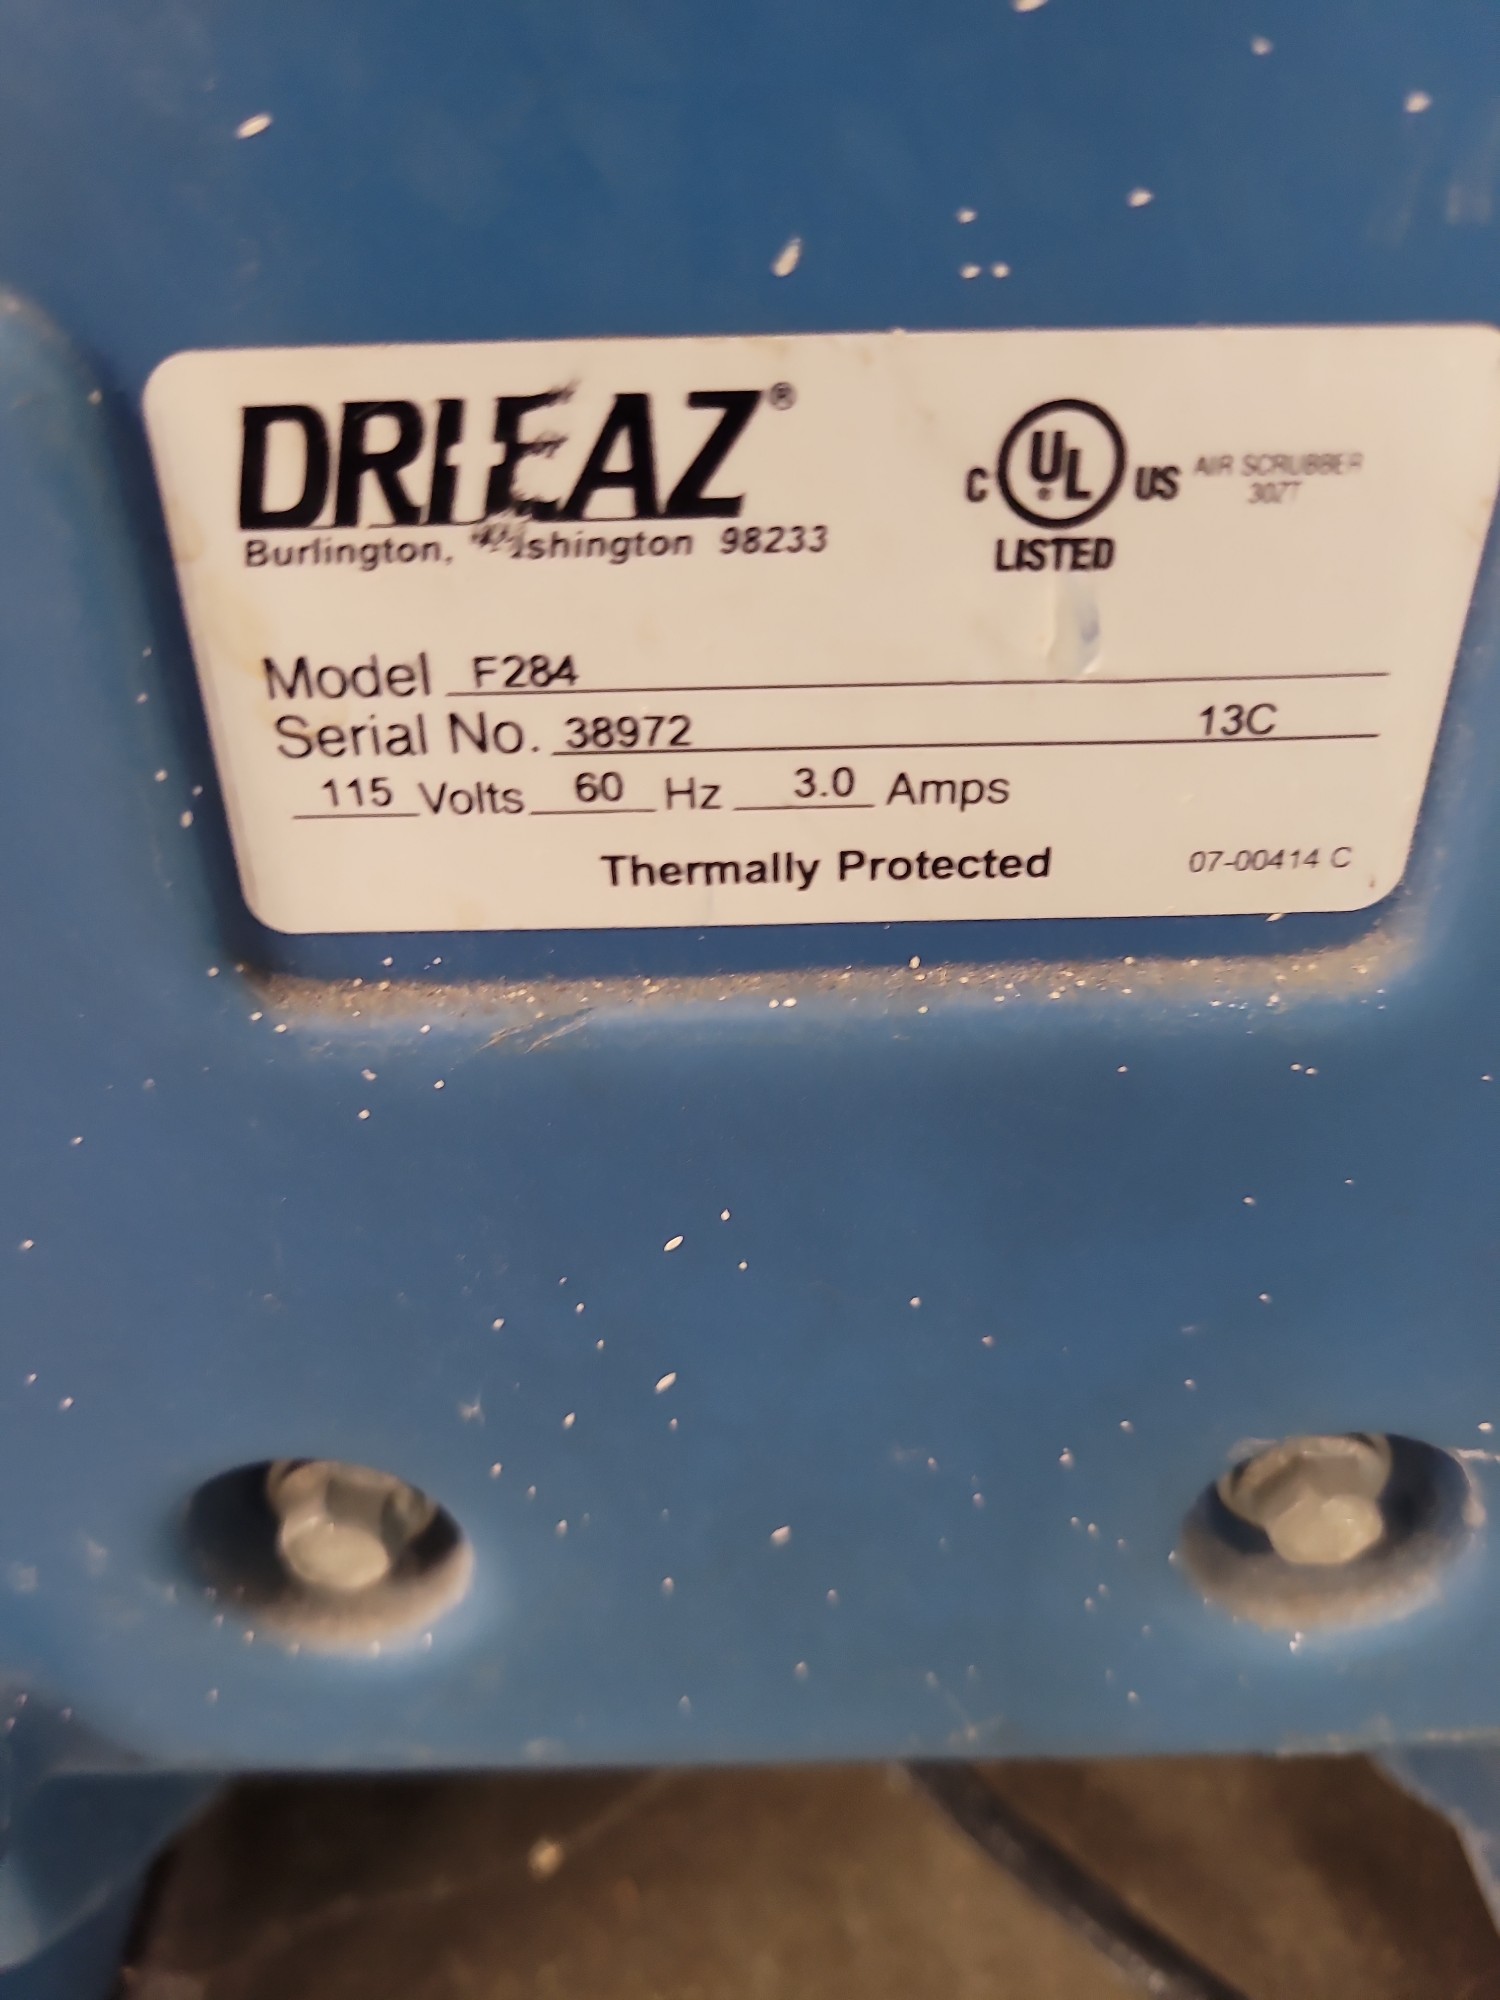 DRIEAZ®
Burlington, Washington 98233
C UL US
LISTED
AIR SCRUBBER
307T
Model F284
Serial No. 38972 13C
115 Volts 60 Hz 3.0 Amps
Thermally Protected 07-00414 C